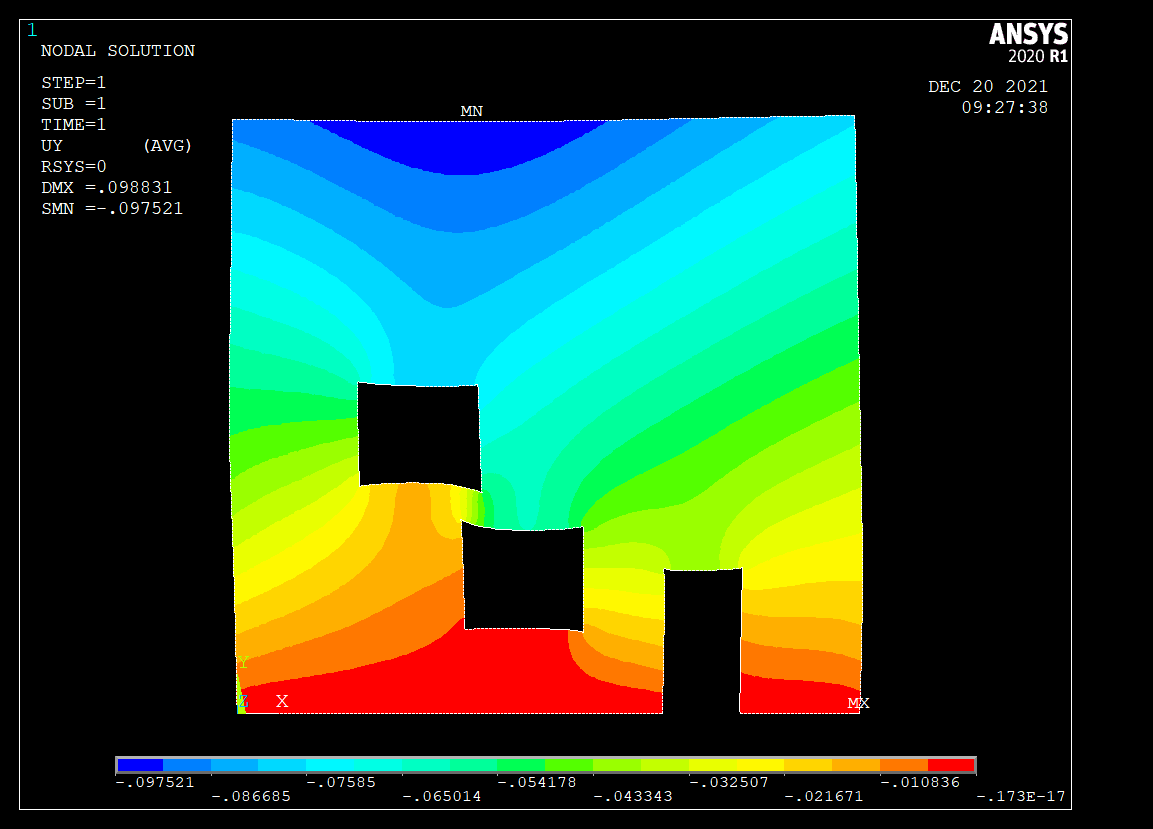 1
ANSYS
2020 R1
NODAL SOLUTION
STEP=1
SUB =1
TIME=1
UY (AVG)
RSYS=0
DMX =.098831
SMN =-.097521
DEC 20 2021
09:27:38
MN
Y
Z X
MX
-.097521 -.07585 -.054178 -.032507 -.010836
-.086685 -.065014 -.043343 -.021671 -.173E-17